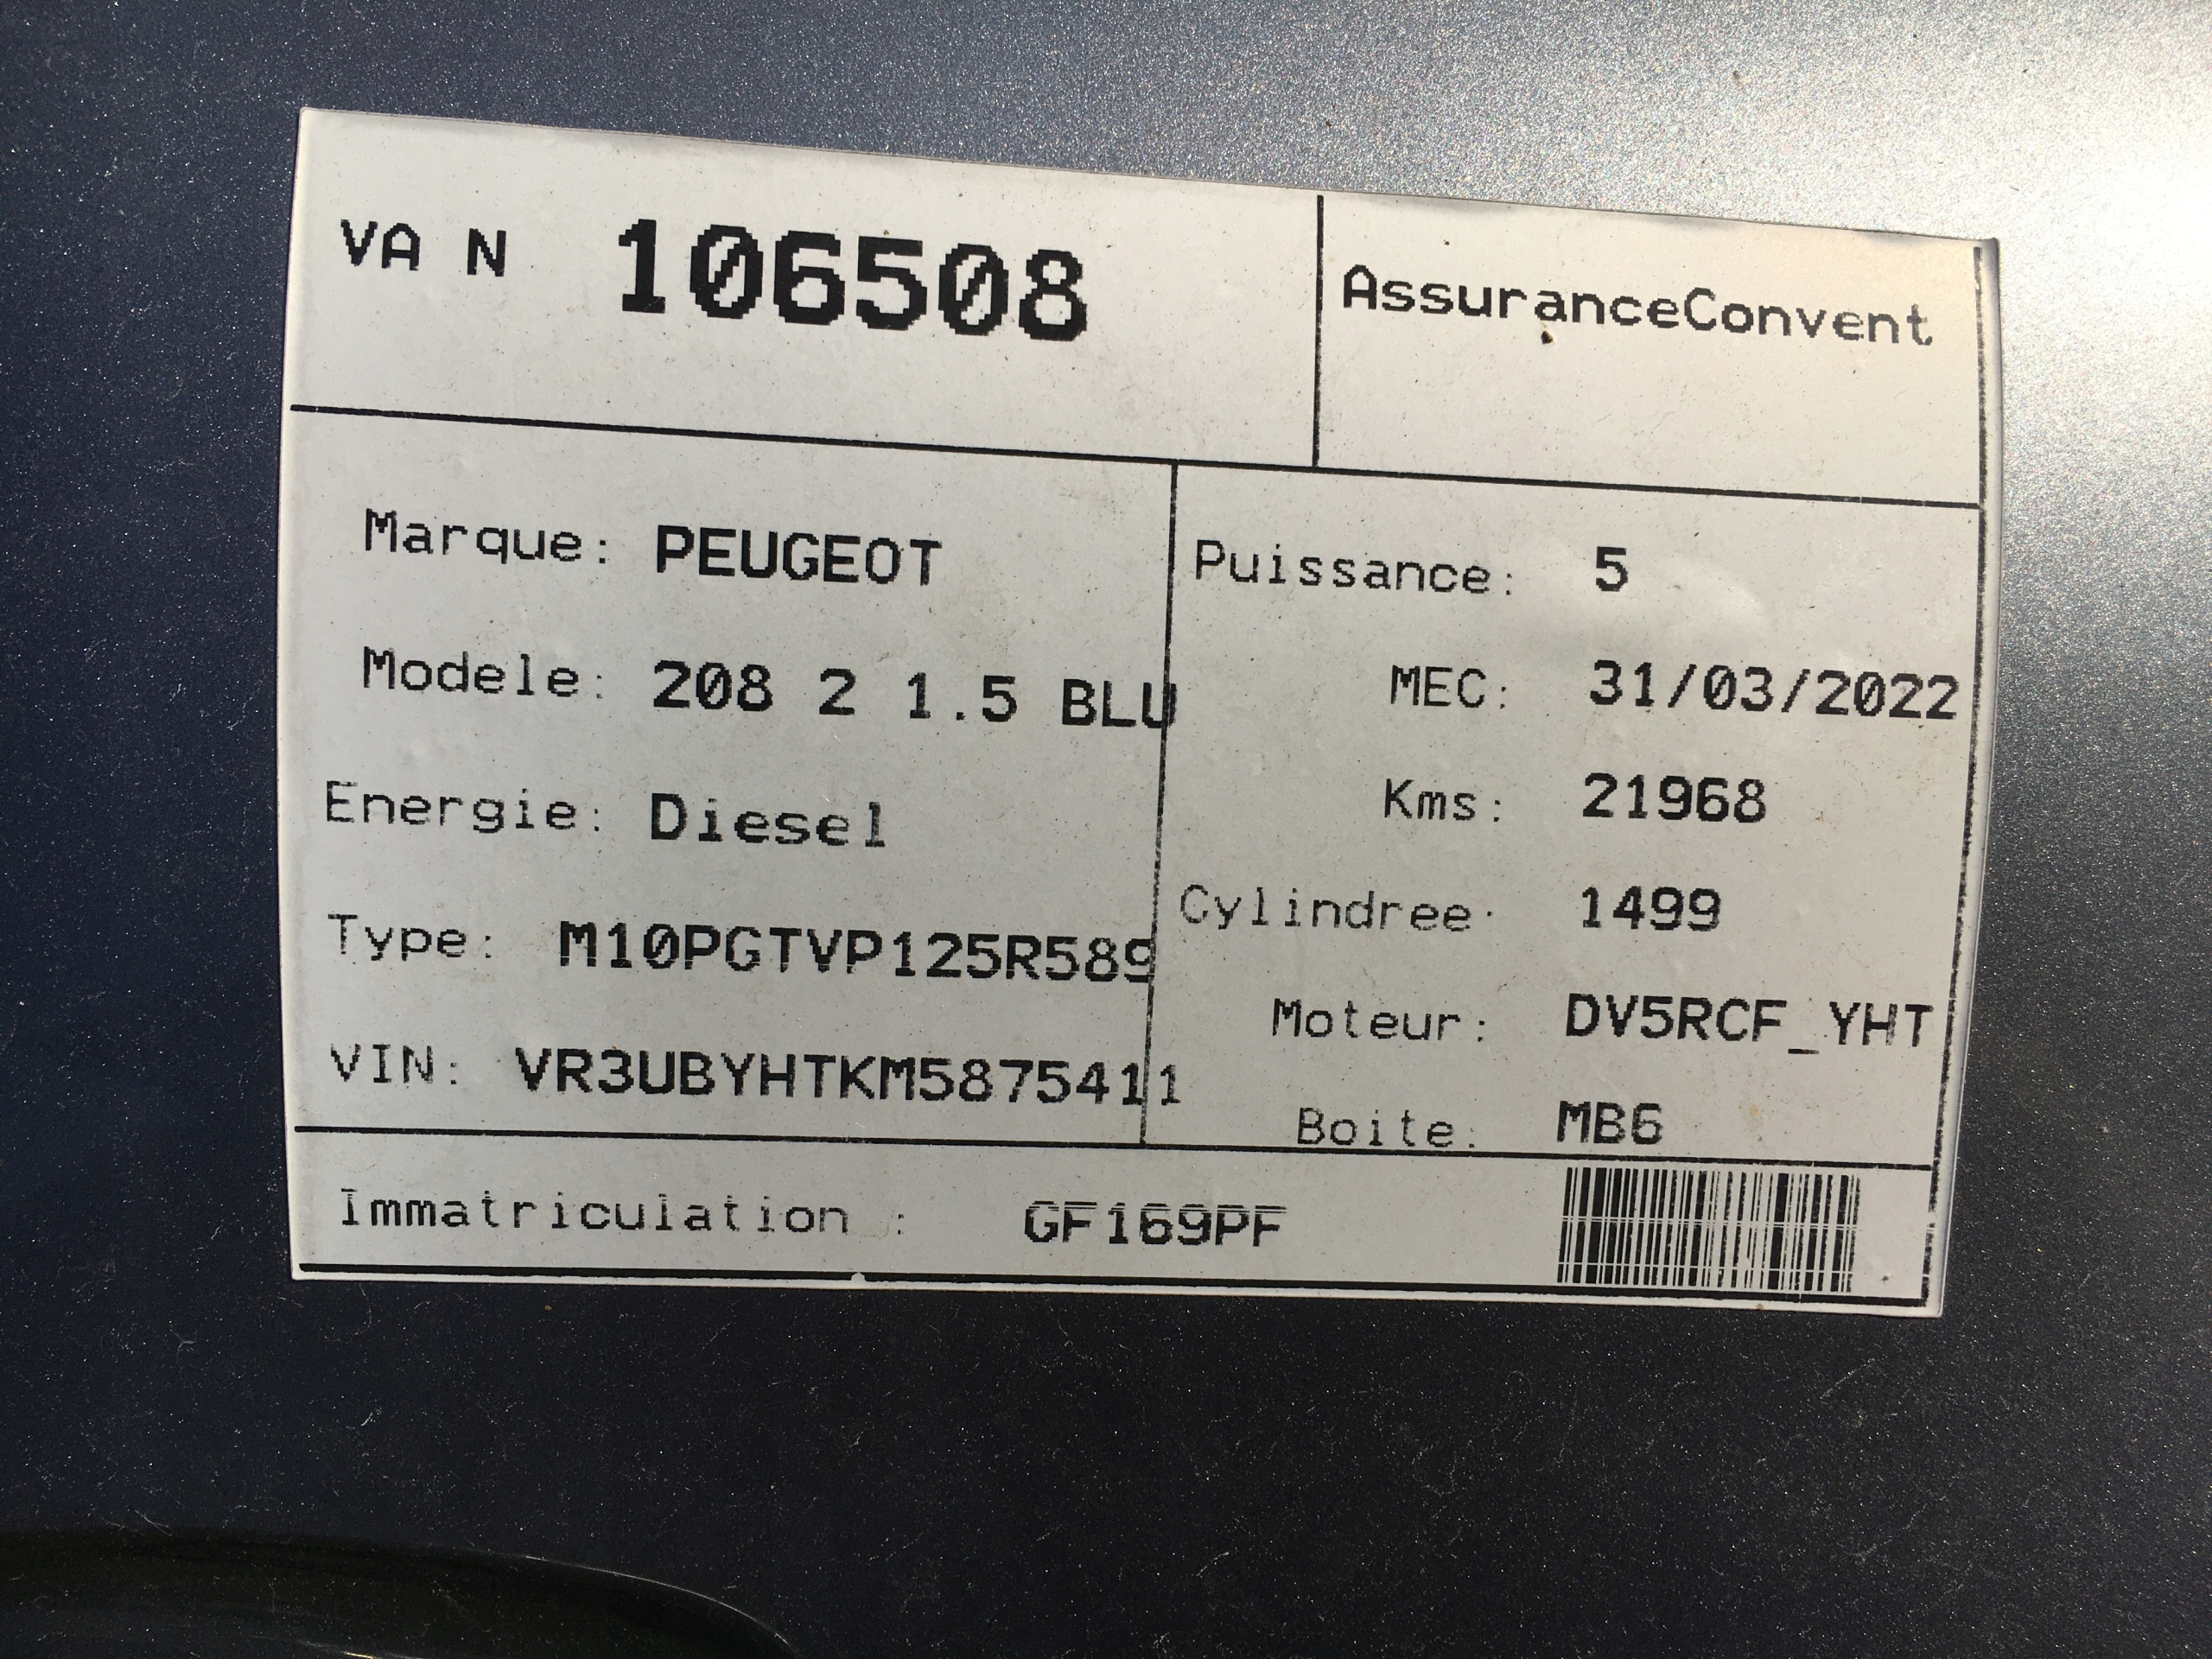 VA N 106508 AssuranceConvent
Marque: PEUGEOT
Modele: 208 2 1.5 BLU
Energie: Diesel
Type: M10PGTVP125R589
VIN: VR3UBYHTKM5875411
Puissance: 5
MEC: 31/03/2022
Kms: 21968
Cylindree: 1499
Moteur: DV5RCF_YHT
Boite: MB6
Immatriculation : GF169PF